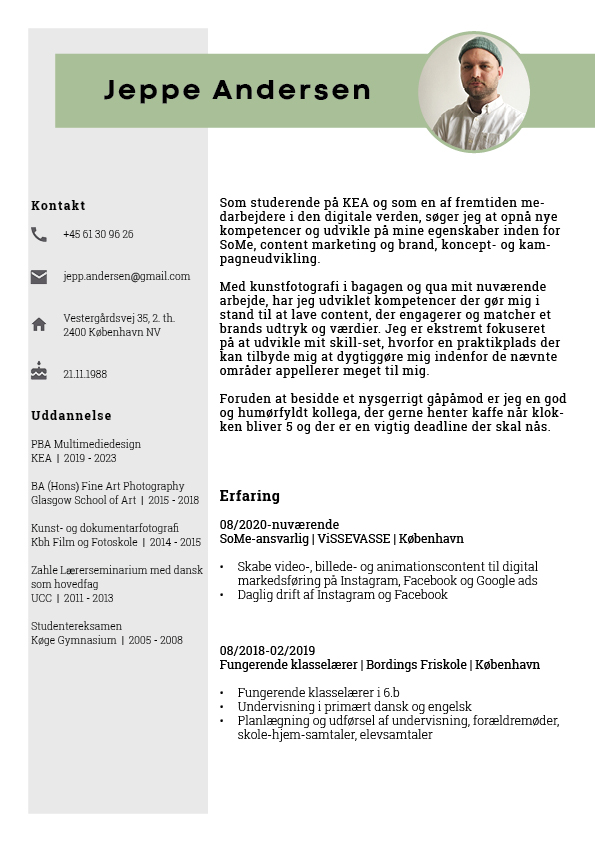 Jeppe Andersen
Kontakt
+45 61 30 96 26
jepp.andersen@gmail.com
Vestergårdsvej 35, 2. th.
2400 København NV
21.11.1988
Uddannelse
PBA Multimediedesign
KEA | 2019 - 2023
BA (Hons) Fine Art Photography
Glasgow School of Art | 2015 - 2018
Kunst- og dokumentarfotografi
Kbh Film og Fotoskole | 2014 - 2015
Zahle Lærerseminarium med dansk
som hovedfag
UCC | 2011 - 2013
Studentereksamen
Køge Gymnasium | 2005 - 2008
Som studerende på KEA og som en af fremtiden me-
darbejdere i den digitale verden, søger jeg at opnå nye
kompetencer og udvikle på mine egenskaber inden for
SoMe, content marketing og brand, koncept- og kam-
pagneudvikling.
Med kunstfotografi i bagagen og qua mit nuværende
arbejde, har jeg udviklet kompetencer der gør mig i
stand til at lave content, der engagerer og matcher et
brands udtryk og værdier. Jeg er ekstremt fokuseret
på at udvikle mit skill-set, hvorfor en praktikplads der
kan tilbyde mig at dygtiggøre mig indenfor de nævnte
områder appellerer meget til mig.
Foruden at besidde et nysgerrigt gåpåmod er jeg en god
og humørfyldt kollega, der gerne henter kaffe når klok-
ken bliver 5 og der er en vigtig deadline der skal nås.
Erfaring
08/2020-nuværende
SoMe-ansvarlig | ViSSEVASSE | København
• Skabe video-, billede- og animationscontent til digital
markedsføring på Instagram, Facebook og Google ads
• Daglig drift af Instagram og Facebook
08/2018-02/2019
Fungerende klasselærer | Bordings Friskole | København
• Fungerende klasselærer i 6.b
• Undervisning i primært dansk og engelsk
• Planlægning og udførsel af undervisning, forældremøder,
skole-hjem-samtaler, elevsamtaler